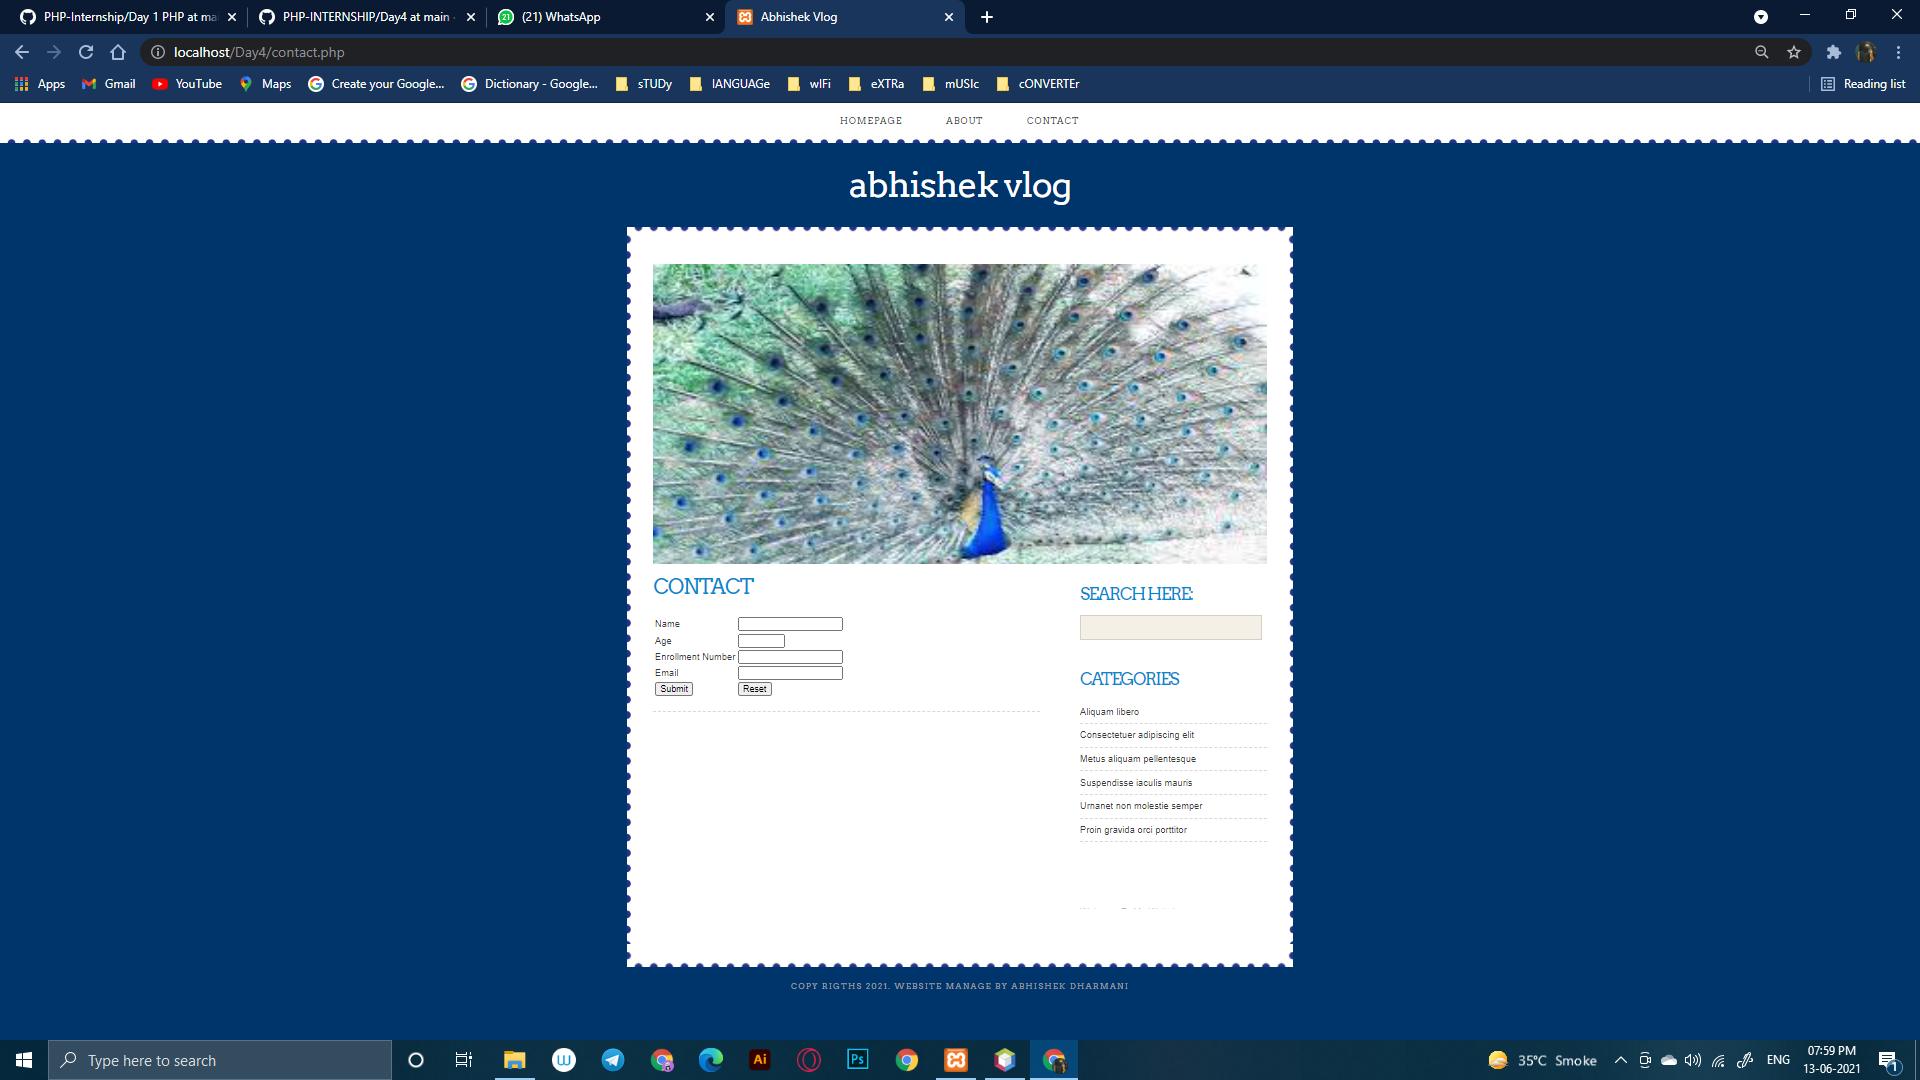 PHP-Internship/Day 1 PHP at ma
PHP-INTERNSHIP/Day4 at main
(21) WhatsApp
Abhishek Vlog
localhost/Day4/contact.php
Apps
Gmail
YouTube
Maps
Create your Google...
Dictionary - Google...
sTUDy
lANGUAGe
wIFi
eXTRa
mUSIc
cONVERTEr
Reading list
HOMEPAGE
ABOUT
CONTACT
abhishek vlog
CONTACT
Name
Age
Enrollment Number
Email
Submit
Reset
SEARCH HERE:
CATEGORIES
Aliquam libero
Consectetuer adipiscing elit
Metus aliquam pellentesque
Suspendisse iaculis mauris
Urnanet non molestie semper
Proin gravida orci porttitor
COPY RIGTHS 2021. WEBSITE MANAGE BY ABHISHEK DHARMANI
Type here to search
Ai
Ps
35°C Smoke
ENG
07:59 PM
13-06-2021
1